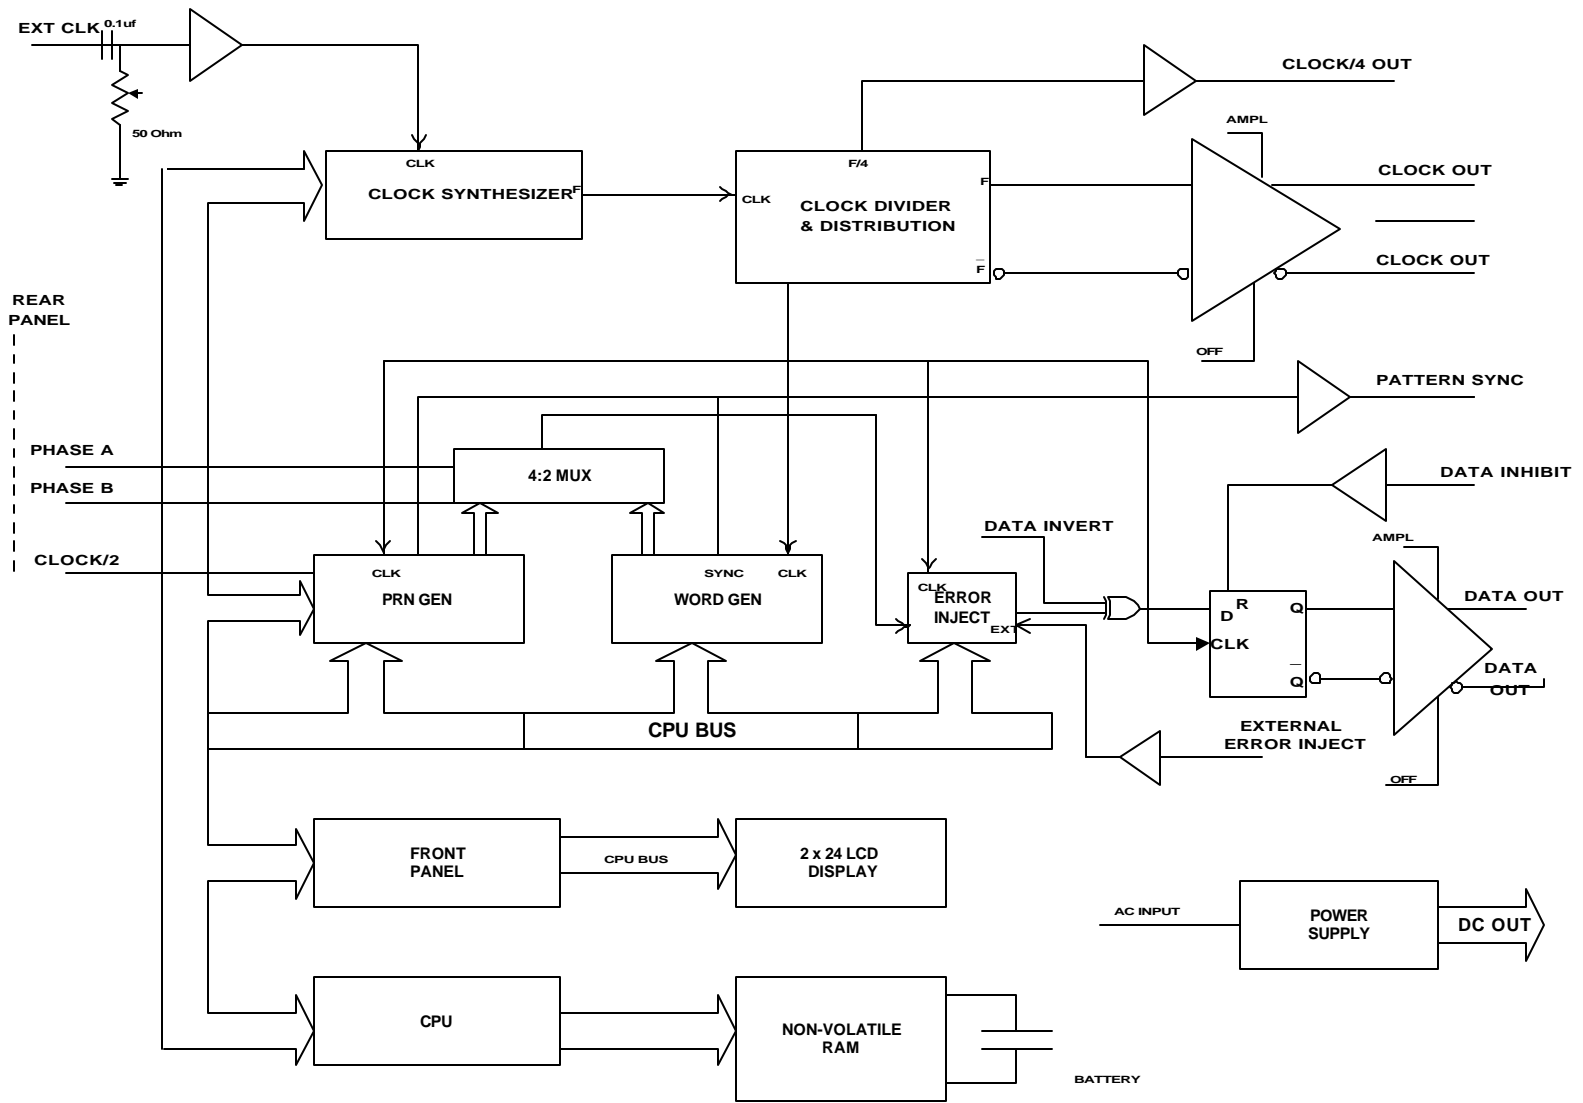 EXT CLK
0.1uf
50 Ohm
CLK
CLOCK SYNTHESIZER
F
F/4
CLK
CLOCK DIVIDER
& DISTRIBUTION
F
F
CLOCK/4 OUT
AMPL
CLOCK OUT
CLOCK OUT
OFF
REAR
PANEL
PATTERN SYNC
PHASE A
4:2 MUX
PHASE B
DATA INHIBIT
DATA INVERT
AMPL
CLOCK/2
CLK
PRN GEN
SYNC
CLK
WORD GEN
CLK
ERROR
INJECT
EXT
R
D
CLK
Q
Q
DATA OUT
DATA
OUT
CPU BUS
EXTERNAL
ERROR INJECT
OFF
FRONT
PANEL
CPU BUS
2 x 24 LCD
DISPLAY
AC INPUT
POWER
SUPPLY
DC OUT
CPU
NON-VOLATILE
RAM
BATTERY